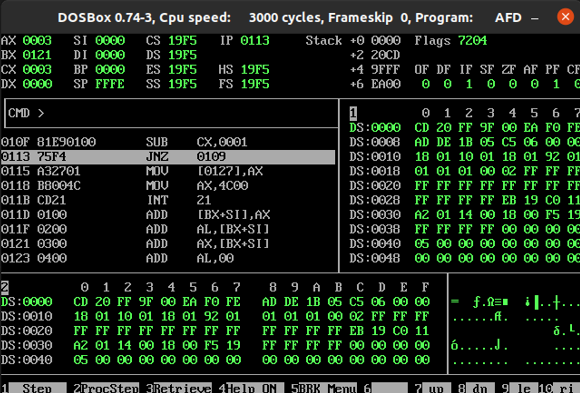 DOSBox 0.74-3, Cpu speed: 3000 cycles, Frameskip 0, Program: AFD
AX 0003 SI 0000 CS 19F5 IP 0113 Stack +0 0000 Flags 7204
BX 0121 DI 0000 DS 19F5 +2 20CD
CX 0003 BP 0000 ES 19F5 HS 19F5 +4 9FFF OF DF IF SF ZF AF PF CF
DX 0000 SP FFFE SS 19F5 FS 19F5 +6 EA00 0 0 1 0 0 0 1 0
CMD >
1 0 1 2 3 4 5 6 7
DS:0000 CD 20 FF 9F 00 EA F0 FE
010F 81E90100 SUB CX,0001 DS:0008 AD DE 1B 05 C5 06 00 00
0113 75F4 JNZ 0109 DS:0010 18 01 10 01 18 01 92 01
0115 A32701 MOV [0127],AX DS:0018 01 01 01 00 02 FF FF FF
0118 B8004C MOV AX,4C00 DS:0020 FF FF FF FF FF FF FF FF
011B CD21 INT 21 DS:0028 FF FF FF FF EB 19 C0 11
011D 0100 ADD [BX+SI],AX DS:0030 A2 01 14 00 18 00 F5 19
011F 0200 ADD AL,[BX+SI] DS:0038 FF FF FF FF 00 00 00 00
0121 0300 ADD AX,[BX+SI] DS:0040 05 00 00 00 00 00 00 00
0123 0400 ADD AL,00 DS:0048 00 00 00 00 00 00 00 00
2 0 1 2 3 4 5 6 7 8 9 A B C D E F
DS:0000 CD 20 FF 9F 00 EA F0 FE AD DE 1B 05 C5 06 00 00
DS:0010 18 01 10 01 18 01 92 01 01 01 01 00 02 FF FF FF
DS:0020 FF FF FF FF FF FF FF FF FF FF FF FF EB 19 C0 11
DS:0030 A2 01 14 00 18 00 F5 19 FF FF FF FF 00 00 00 00
DS:0040 05 00 00 00 00 00 00 00 00 00 00 00 00 00 00 00
1 Step 2ProcStep 3Retrieve 4Help ON 5BRK Menu 6 7 up 8 dn 9 le 10 ri